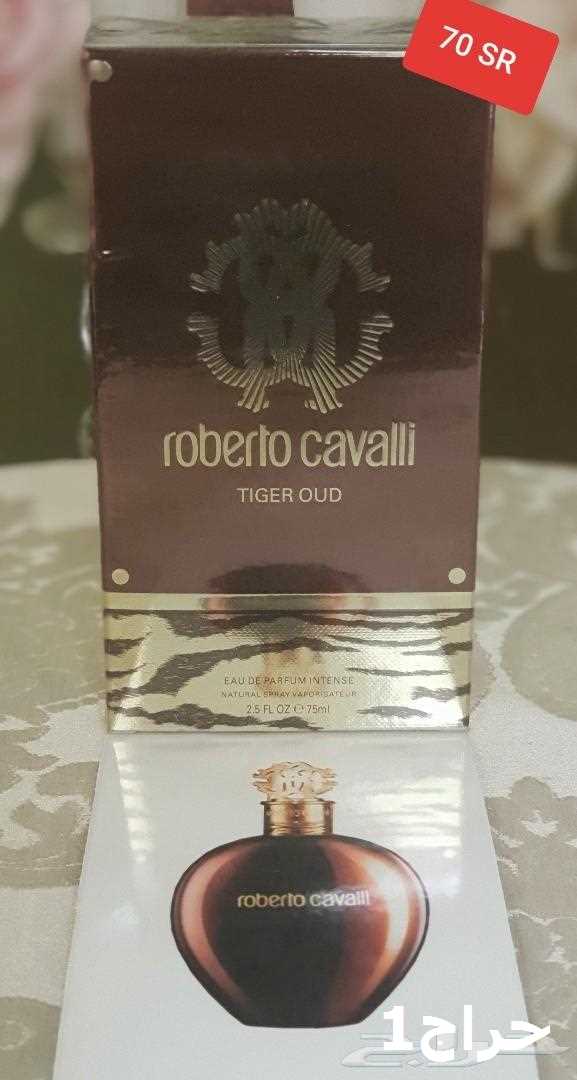 70 SR
roberto cavalli
TIGER OUD
EAU DE PARFUM INTENSE
NATURAL SPRAY VAPORISATEUR
2.5 FL OZ ℮ 75ml
roberto cavalli
حراج1